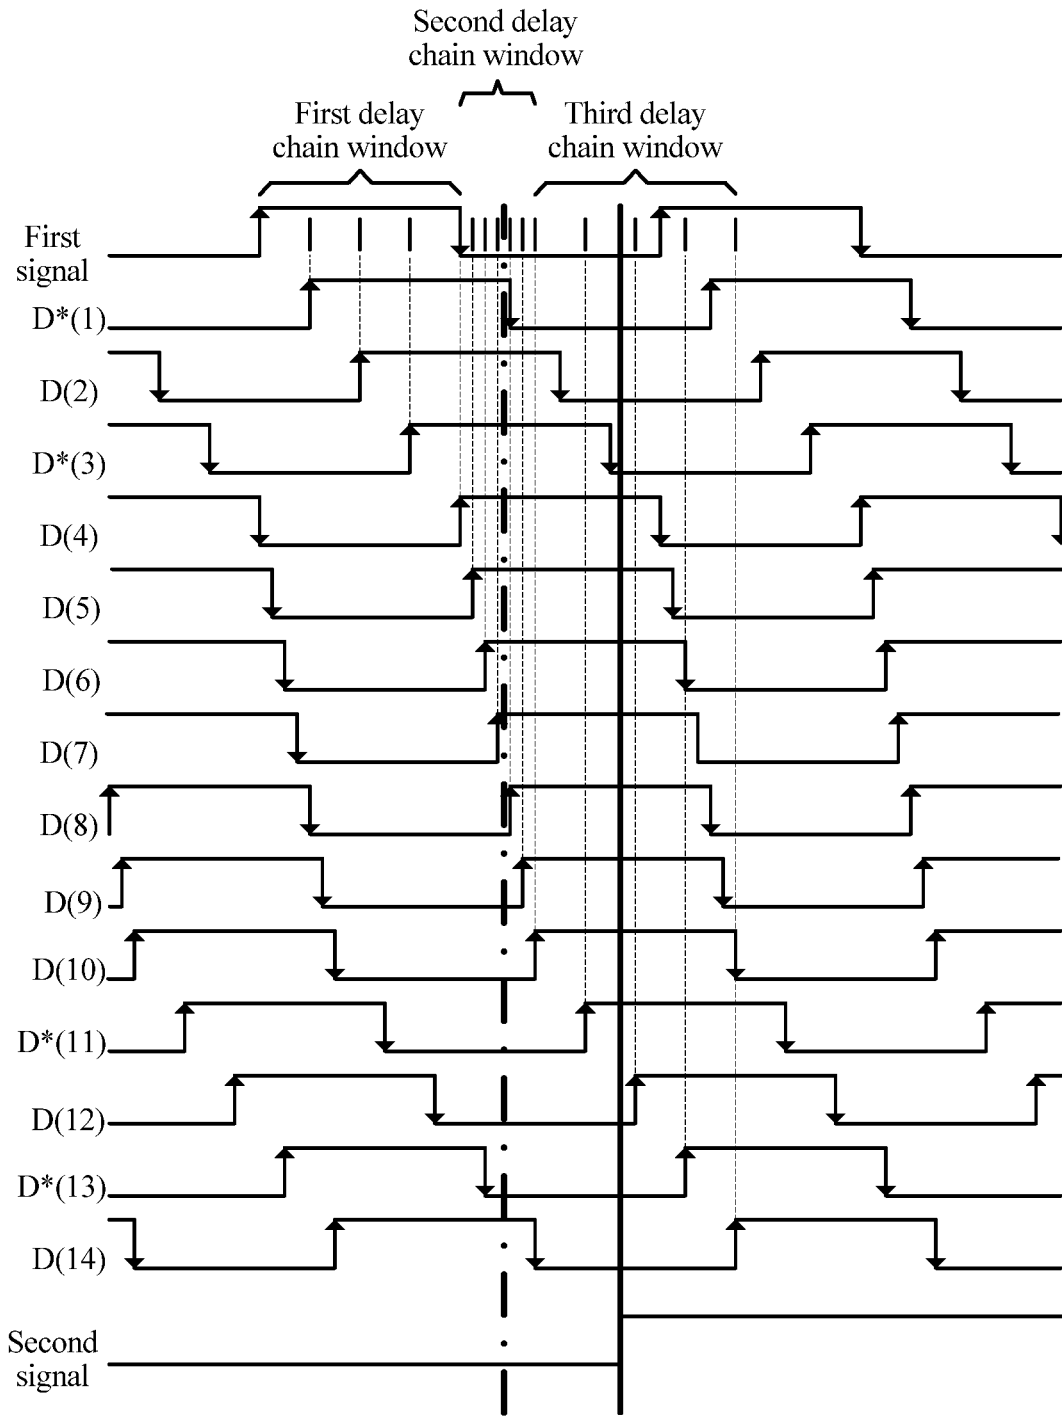 Second delay
chain window
First delay
chain window
Third delay
chain window
First
signal
D*(1)
D(2)
D*(3)
D(4)
D(5)
D(6)
D(7)
D(8)
D(9)
D(10)
D*(11)
D(12)
D*(13)
D(14)
Second
signal